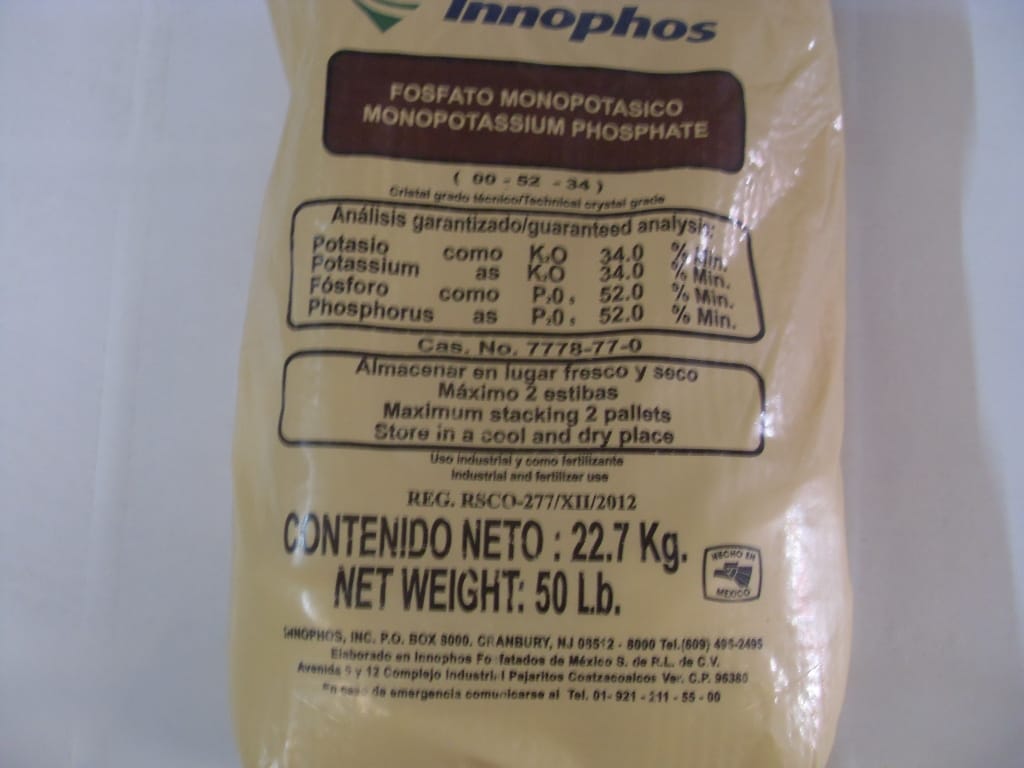 Innophos
FOSFATO MONOPOTASICO
MONOPOTASSIUM PHOSPHATE
( 00 - 52 - 34 )
Cristal grado técnico/Technical crystal grade
Análisis garantizado/guaranteed analysis:
Potasio como K₂O 34.0 % Min.
Potassium as K₂O 34.0 % Min.
Fósforo como P₂O₅ 52.0 % Min.
Phosphorus as P₂O₅ 52.0 % Min.
Cas. No. 7778-77-0
Almacenar en lugar fresco y seco
Máximo 2 estibas
Maximum stacking 2 pallets
Store in a cool and dry place
Uso industrial y como fertilizante
Industrial and fertilizer use
REG. RSCO-277/XII/2012
CONTENIDO NETO : 22.7 Kg.
NET WEIGHT: 50 Lb.
HECHO EN
MEXICO
INNOPHOS, INC. P.O. BOX 8000. CRANBURY, NJ 08512 - 8000 Tel.(609) 495-2495
Elaborado en Innophos Fosfatados de México S. de R.L. de C.V.
Avenida y 12 Complejo Industrial Pajaritos Coatzacoalcos Ver. C.P. 96380
En caso de emergencia comunicarse al Tel. 01- 921 - 211 - 55 - 00